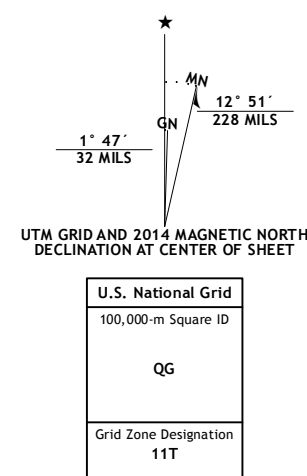 ★
MN
GN
12° 51´
228 MILS
1° 47´
32 MILS
UTM GRID AND 2014 MAGNETIC NORTH
DECLINATION AT CENTER OF SHEET
U.S. National Grid
100,000-m Square ID
QG
Grid Zone Designation
11T